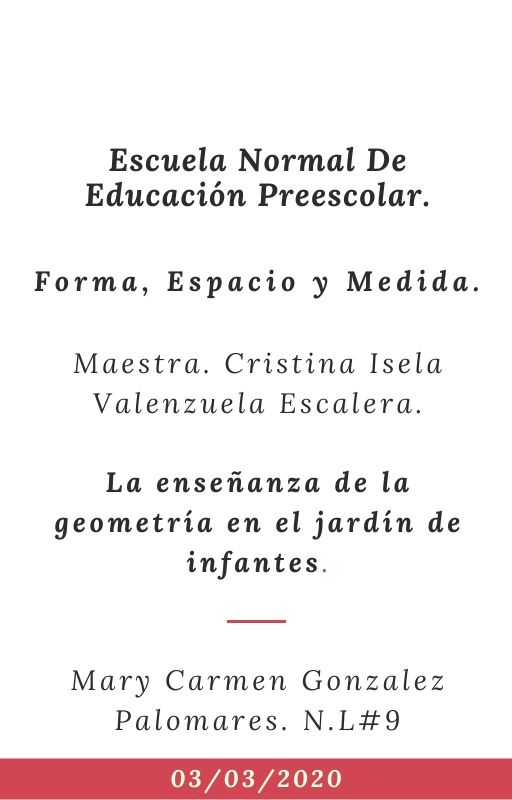 Escuela Normal De
Educación Preescolar.
Forma, Espacio y Medida.
Maestra. Cristina Isela
Valenzuela Escalera.
La enseñanza de la
geometría en el jardín de
infantes.
Mary Carmen Gonzalez
Palomares. N.L#9
03/03/2020